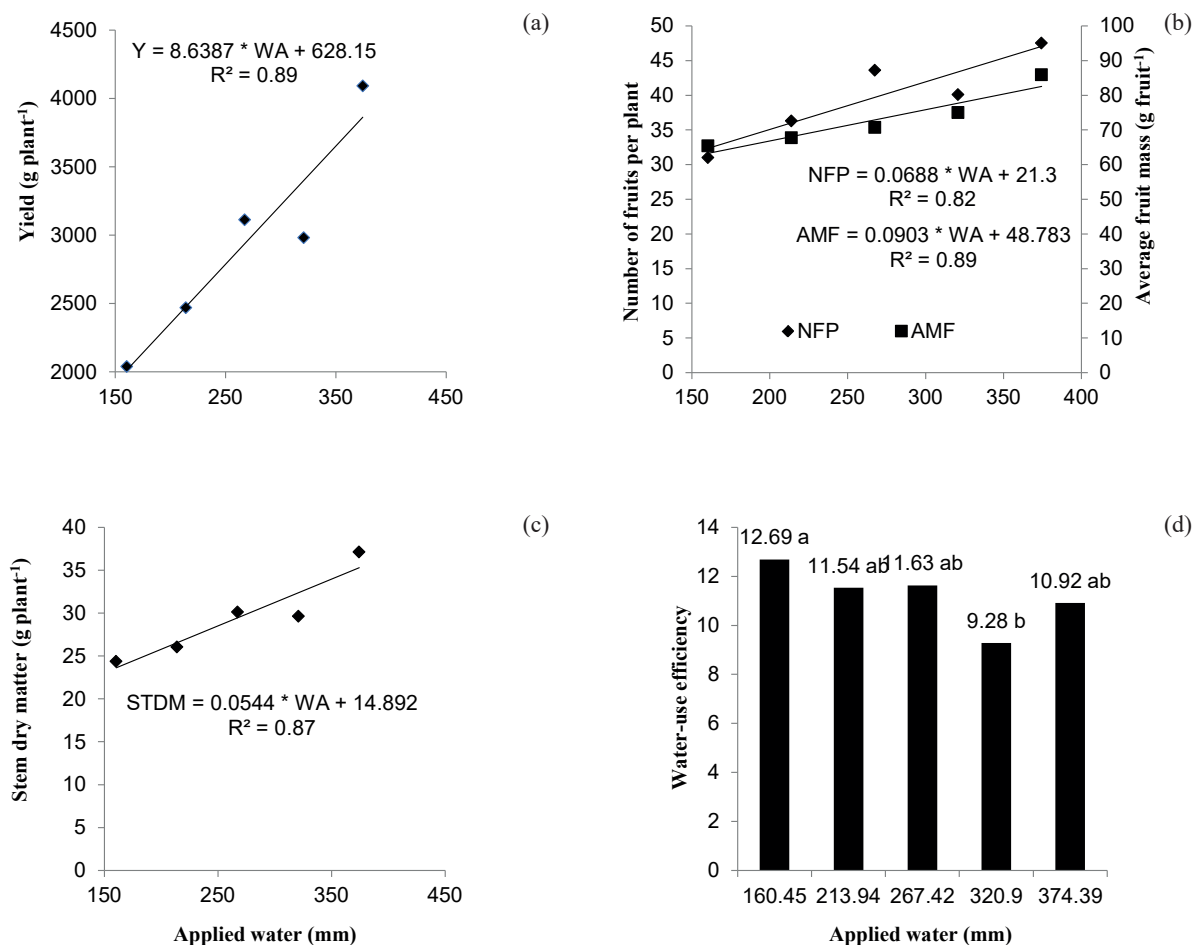 (a)
4500
4000
3500
3000
2500
2000
Yield (g plant⁻¹)
Y = 8.6387 * WA + 628.15
R² = 0.89
150 250 350 450
(b)
50
45
40
35
30
25
20
15
10
5
0
Number of fruits per plant
100
90
80
70
60
50
40
30
20
10
0
Average fruit mass (g fruit⁻¹)
NFP = 0.0688 * WA + 21.3
R² = 0.82
AMF = 0.0903 * WA + 48.783
R² = 0.89
NFP AMF
150 200 250 300 350 400
(c)
40
35
30
25
20
15
10
5
0
Stem dry matter (g plant⁻¹)
STDM = 0.0544 * WA + 14.892
R² = 0.87
150 250 350 450
Applied water (mm)
(d)
14
12
10
8
6
4
2
0
Water-use efficiency
12.69 a
11.54 ab
11.63 ab
9.28 b
10.92 ab
160.45 213.94 267.42 320.9 374.39
Applied water (mm)